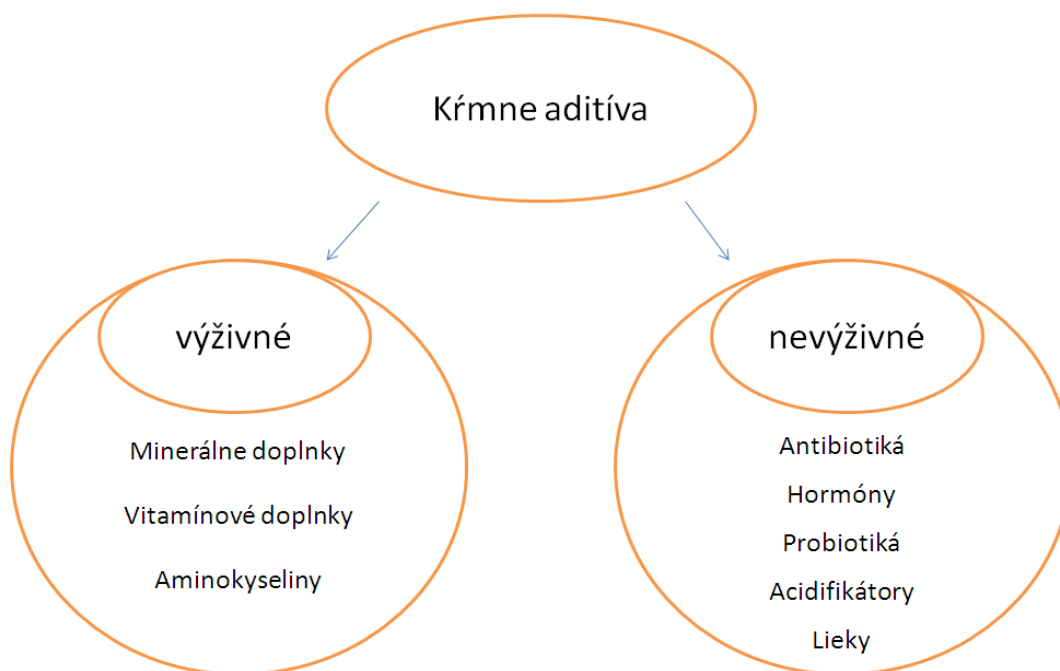 Kŕmne aditíva
výživné
Minerálne doplnky
Vitamínové doplnky
Aminokyseliny
nevýživné
Antibiotiká
Hormóny
Probiotiká
Acidifikátory
Lieky